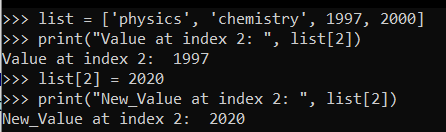 >>> list = ['physics', 'chemistry', 1997, 2000]
>>> print("Value at index 2: ", list[2])
Value at index 2:  1997
>>> list[2] = 2020
>>> print("New_Value at index 2: ", list[2])
New_Value at index 2:  2020